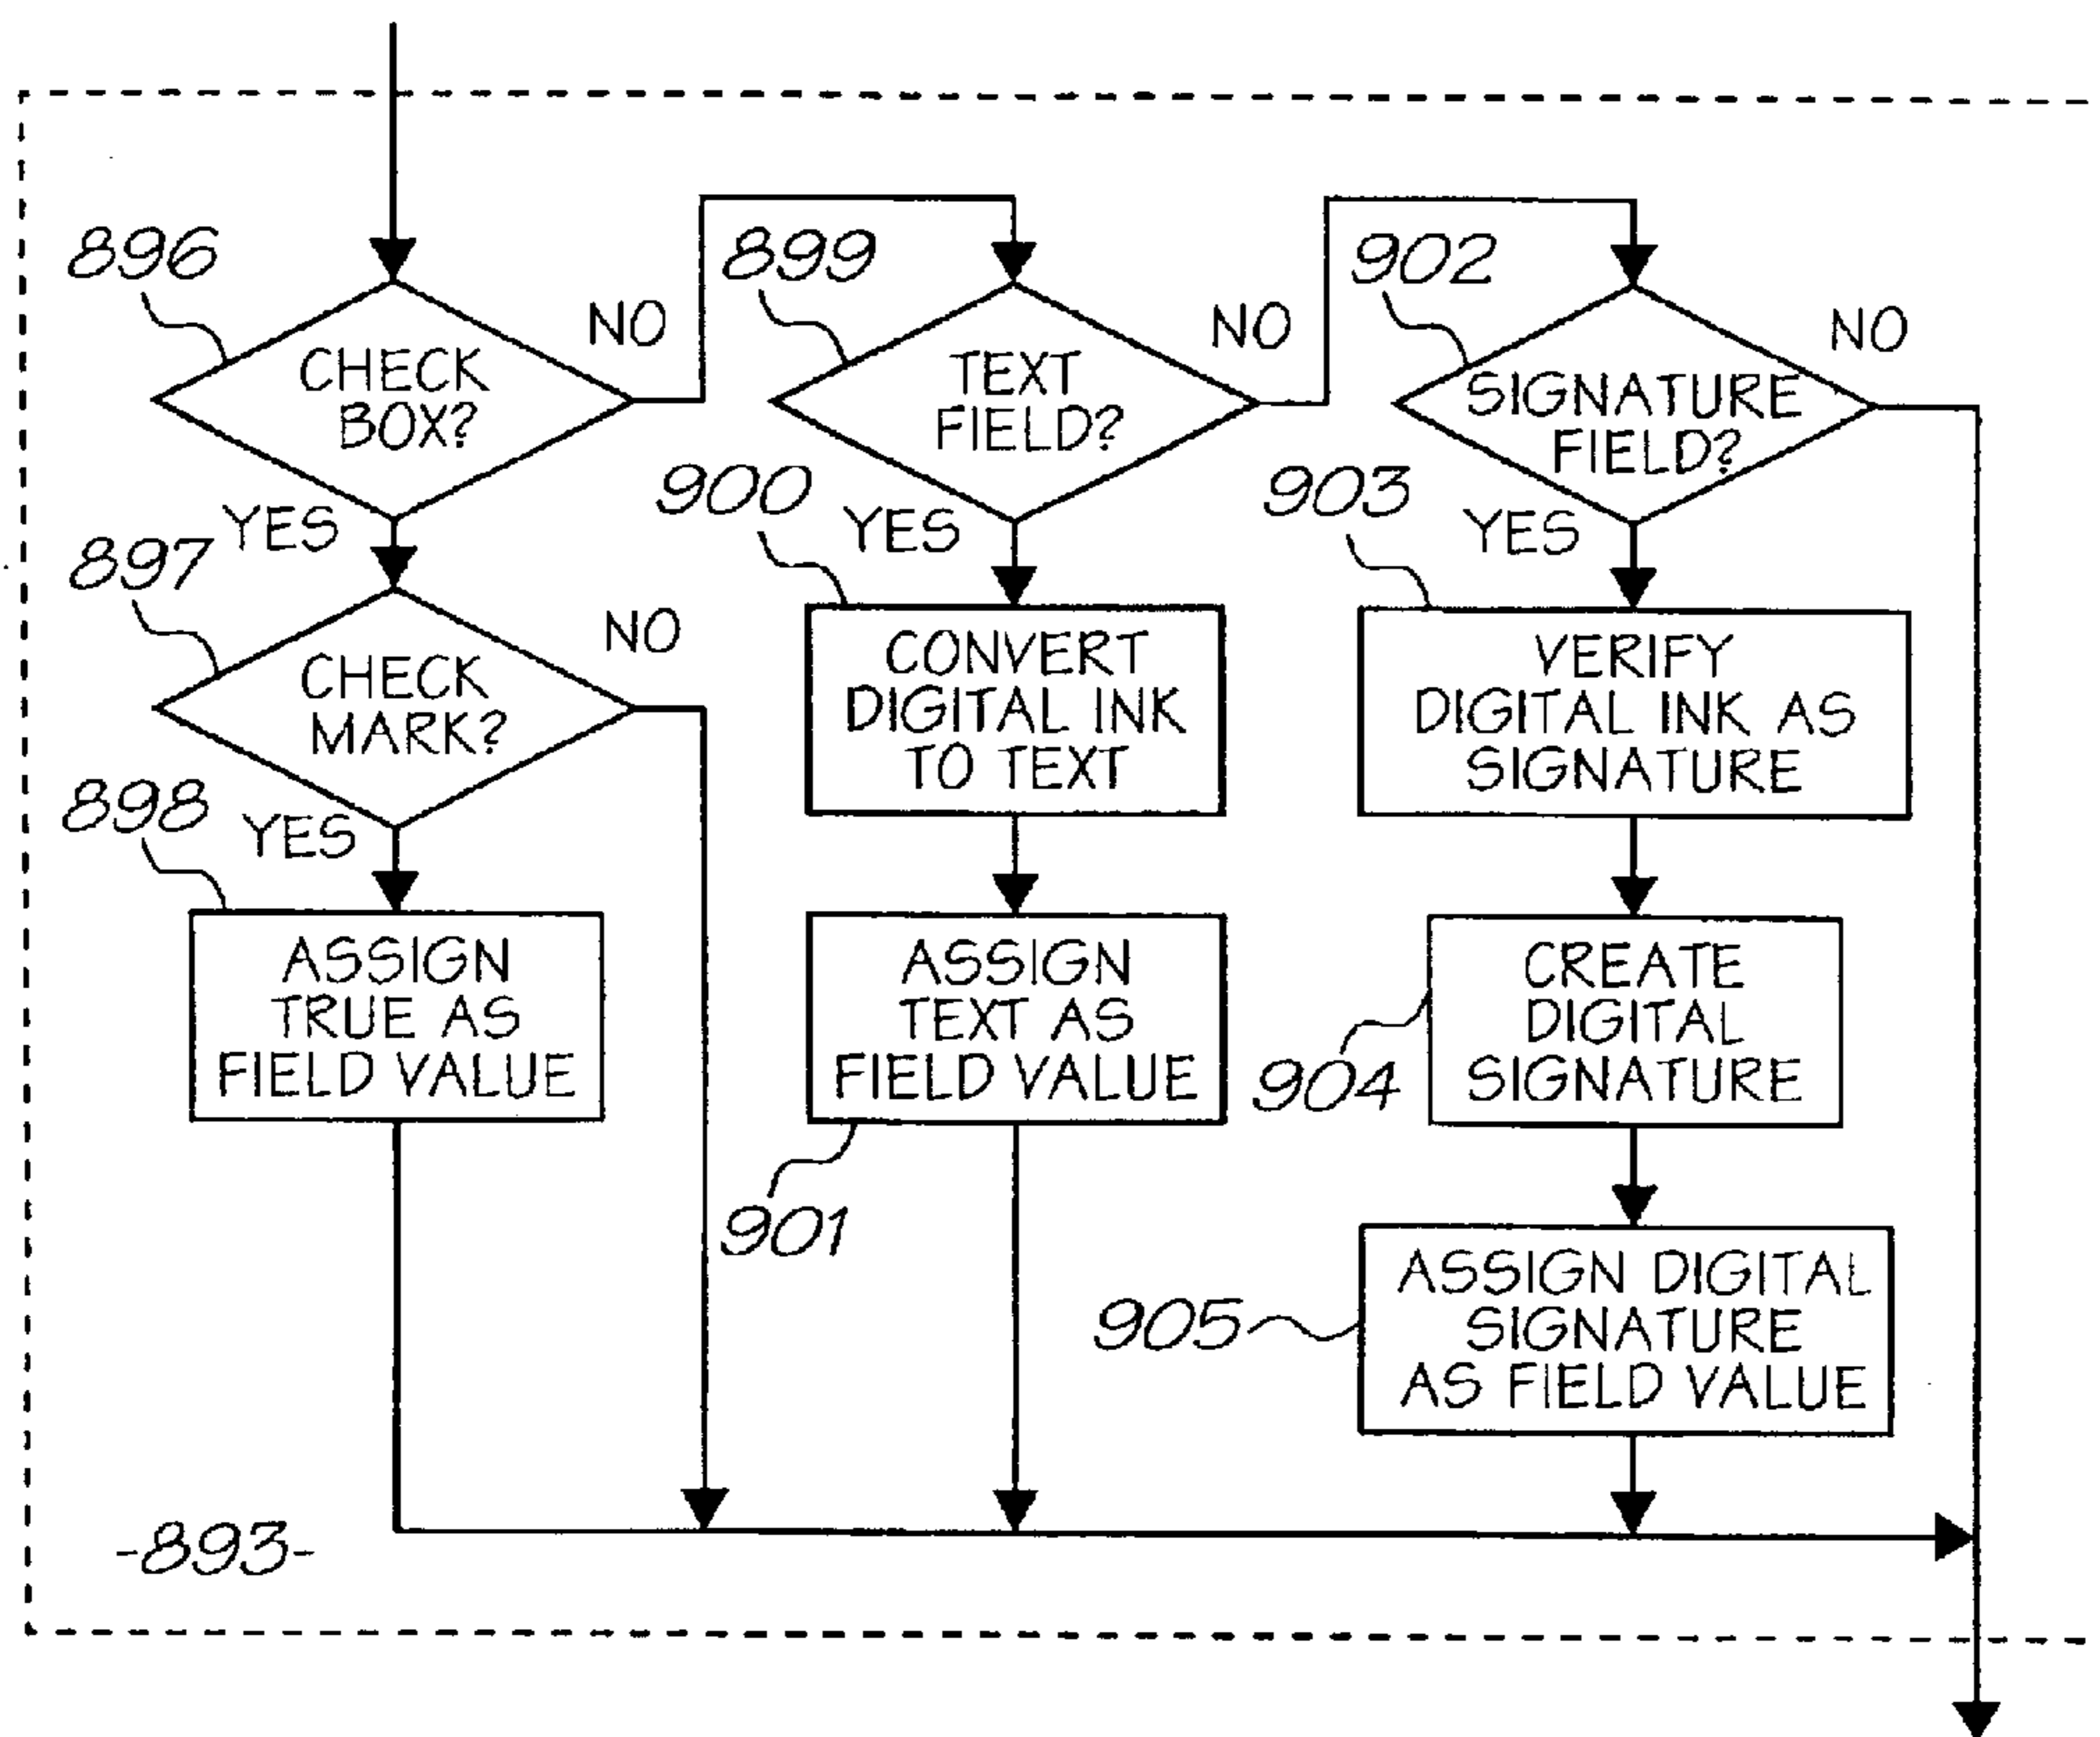 896
CHECK
BOX?
NO
YES
899
TEXT
FIELD?
NO
YES
902
SIGNATURE
FIELD?
NO
YES
897
CHECK
MARK?
NO
YES
900
CONVERT
DIGITAL INK
TO TEXT
903
VERIFY
DIGITAL INK AS
SIGNATURE
898
ASSIGN
TRUE AS
FIELD VALUE
ASSIGN
TEXT AS
FIELD VALUE
901
CREATE
DIGITAL
SIGNATURE
904
905
ASSIGN DIGITAL
SIGNATURE
AS FIELD VALUE
-893-